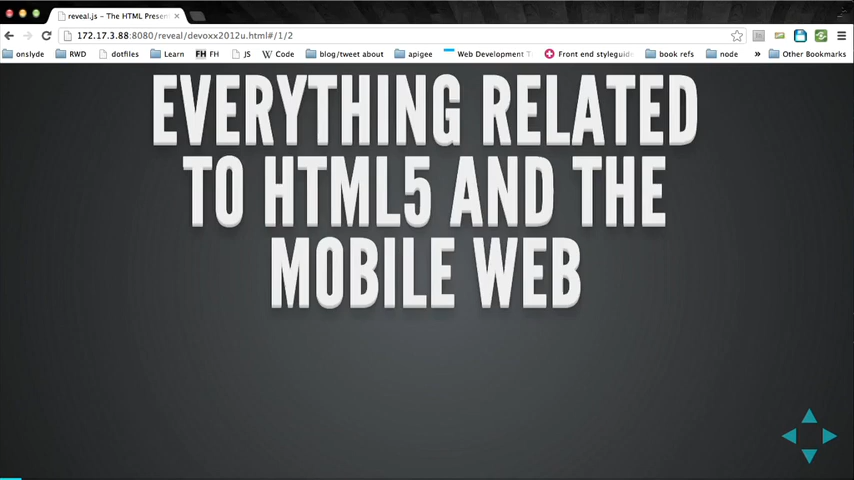 reveal.js – The HTML Presen
172.17.3.88:8080/reveal/devoxx2012u.html#/1/2
onslyde RWD dotfiles Learn FH FH JS Code blog/tweet about apigee Web Development T Front end styleguid book refs node » Other Bookmarks
EVERYTHING RELATED
TO HTML5 AND THE
MOBILE WEB